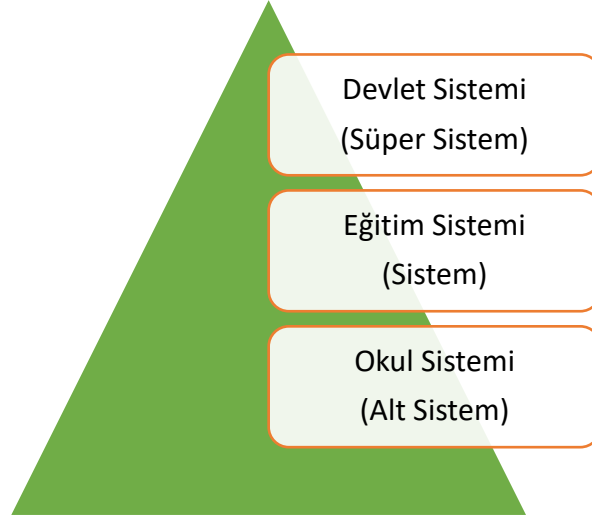 Devlet Sistemi
(Süper Sistem)
Eğitim Sistemi
(Sistem)
Okul Sistemi
(Alt Sistem)